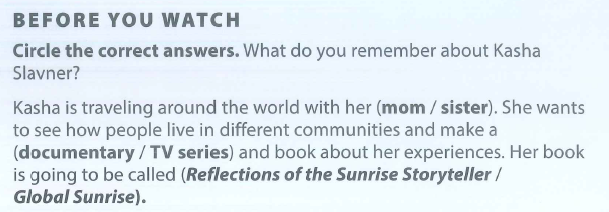 BEFORE YOU WATCH
Circle the correct answers. What do you remember about Kasha
Slavner?
Kasha is traveling around the world with her (mom / sister). She wants
to see how people live in different communities and make a
(documentary / TV series) and book about her experiences. Her book
is going to be called (Reflections of the Sunrise Storyteller /
Global Sunrise).